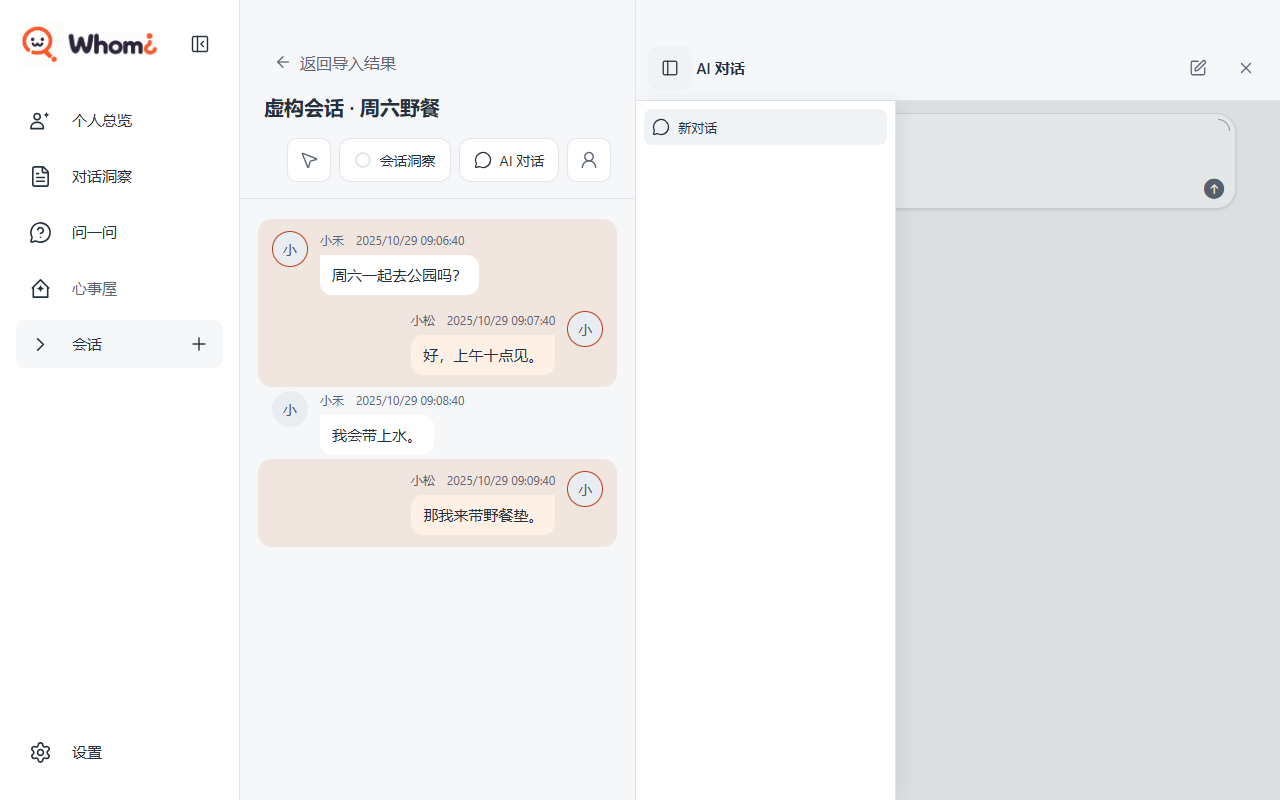 Whomi
个人总览
对话洞察
问一问
心事屋
会话
设置
返回导入结果
虚构会话 · 周六野餐
会话洞察
AI 对话
小
小禾 2025/10/29 09:06:40
周六一起去公园吗？
小松 2025/10/29 09:07:40
小
好，上午十点见。
小
小禾 2025/10/29 09:08:40
我会带上水。
小松 2025/10/29 09:09:40
小
那我来带野餐垫。
AI 对话
新对话